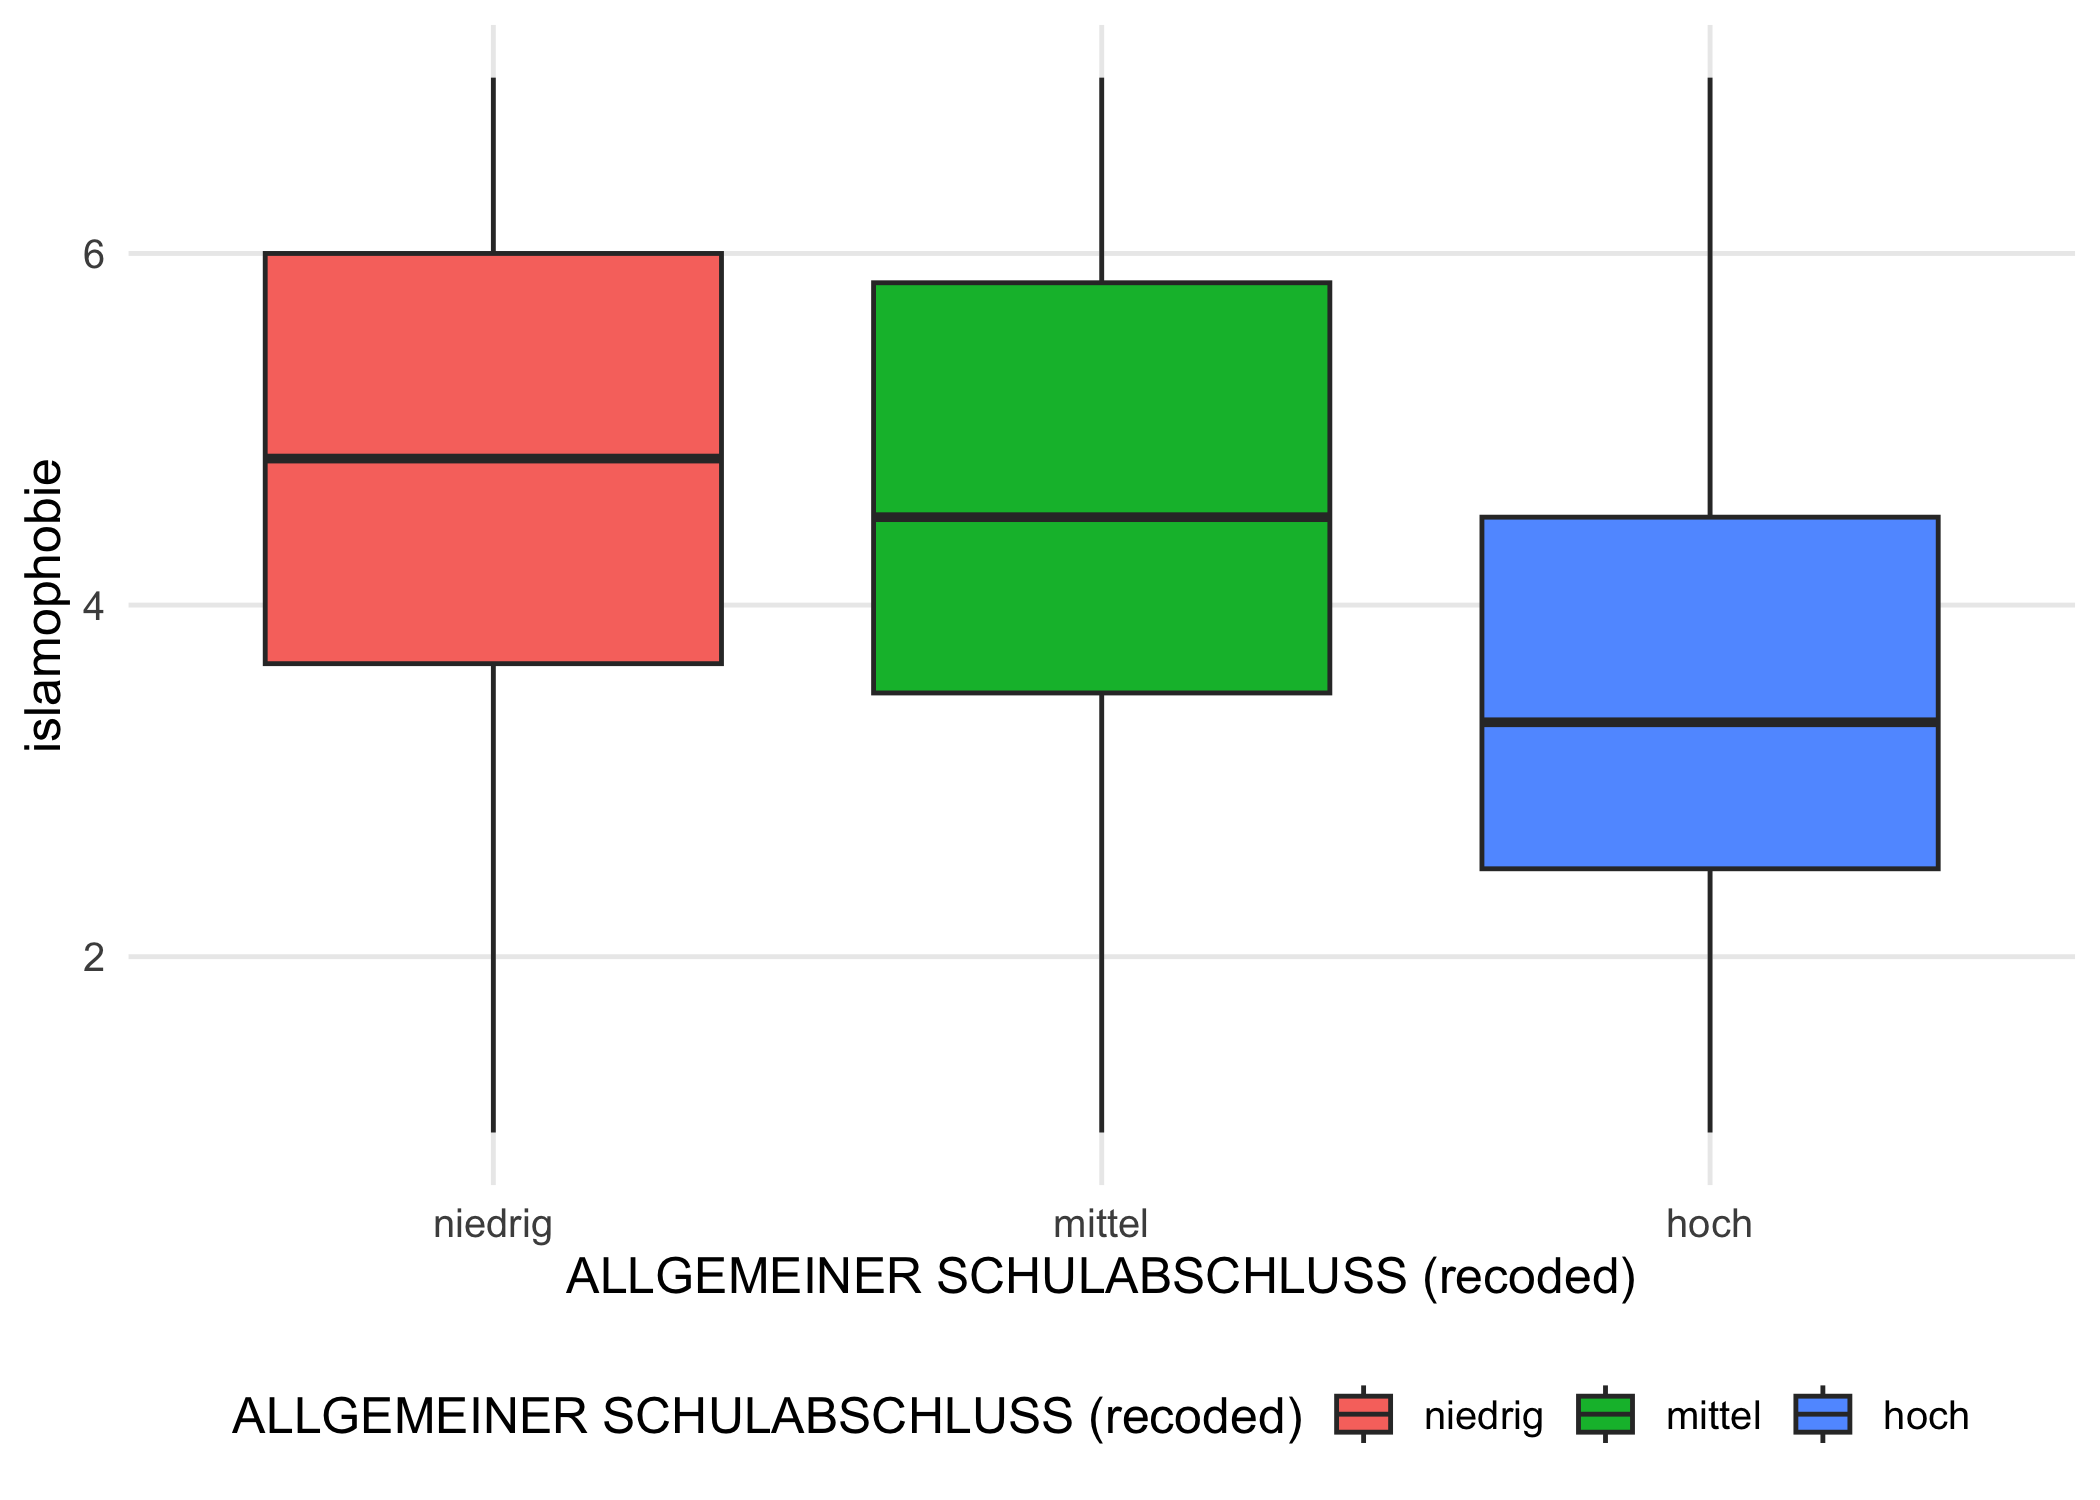 islamophobie
6
4
2
niedrig mittel hoch
ALLGEMEINER SCHULABSCHLUSS (recoded)
ALLGEMEINER SCHULABSCHLUSS (recoded) niedrig mittel hoch